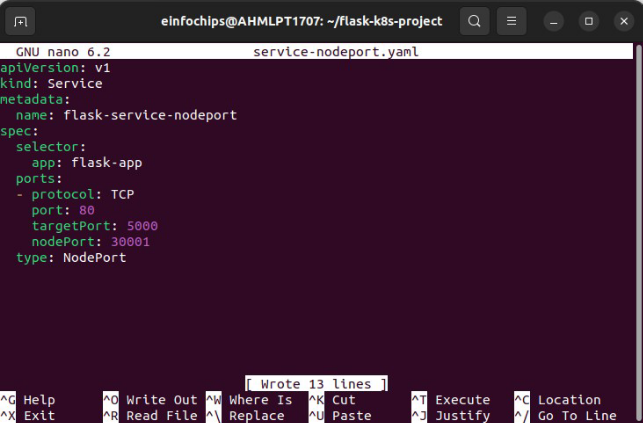 einfochips@AHMLPT1707: ~/flask-k8s-project
GNU nano 6.2 service-nodeport.yaml
apiVersion: v1
kind: Service
metadata:
  name: flask-service-nodeport
spec:
  selector:
    app: flask-app
  ports:
  - protocol: TCP
    port: 80
    targetPort: 5000
    nodePort: 30001
  type: NodePort
[ Wrote 13 lines ]
^G Help ^O Write Out ^W Where Is ^K Cut ^T Execute ^C Location
^X Exit ^R Read File ^\ Replace ^U Paste ^J Justify ^/ Go To Line